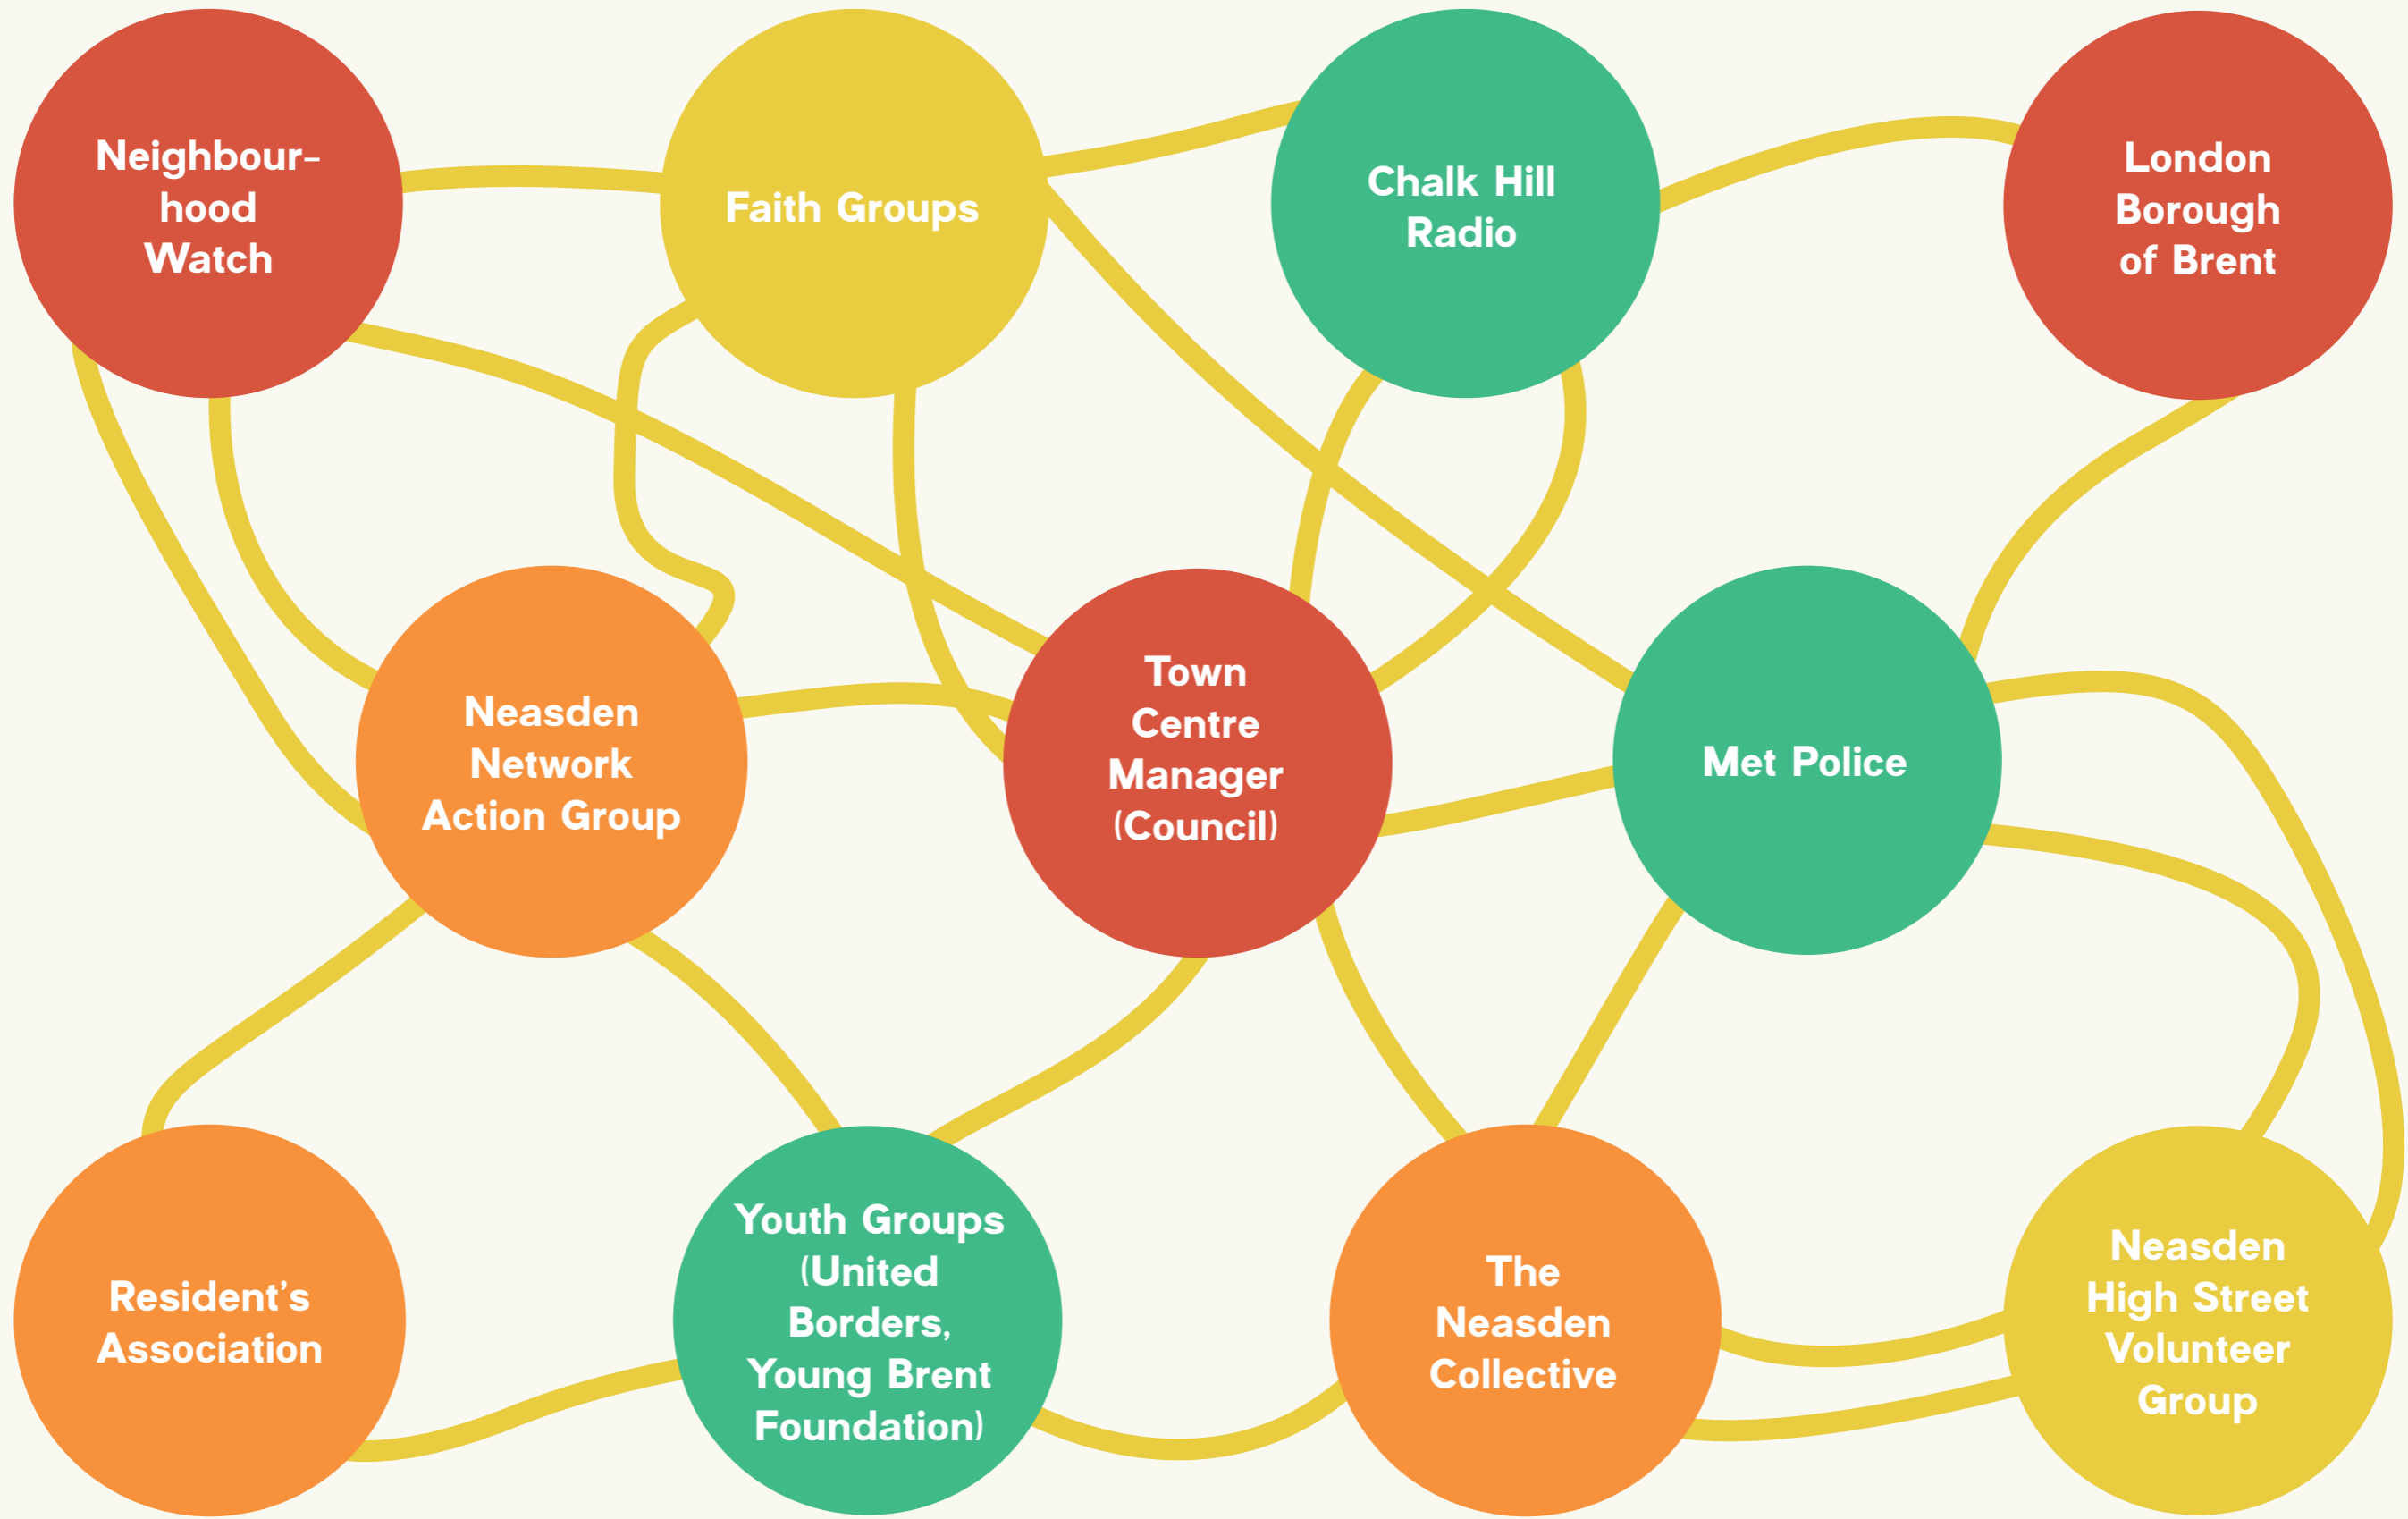 Neighbour-
hood
Watch
Faith Groups
Chalk Hill
Radio
London
Borough
of Brent
Neasden
Network
Action Group
Town
Centre
Manager
(Council)
Met Police
Resident’s
Association
Youth Groups
(United
Borders,
Young Brent
Foundation)
The
Neasden
Collective
Neasden
High Street
Volunteer
Group